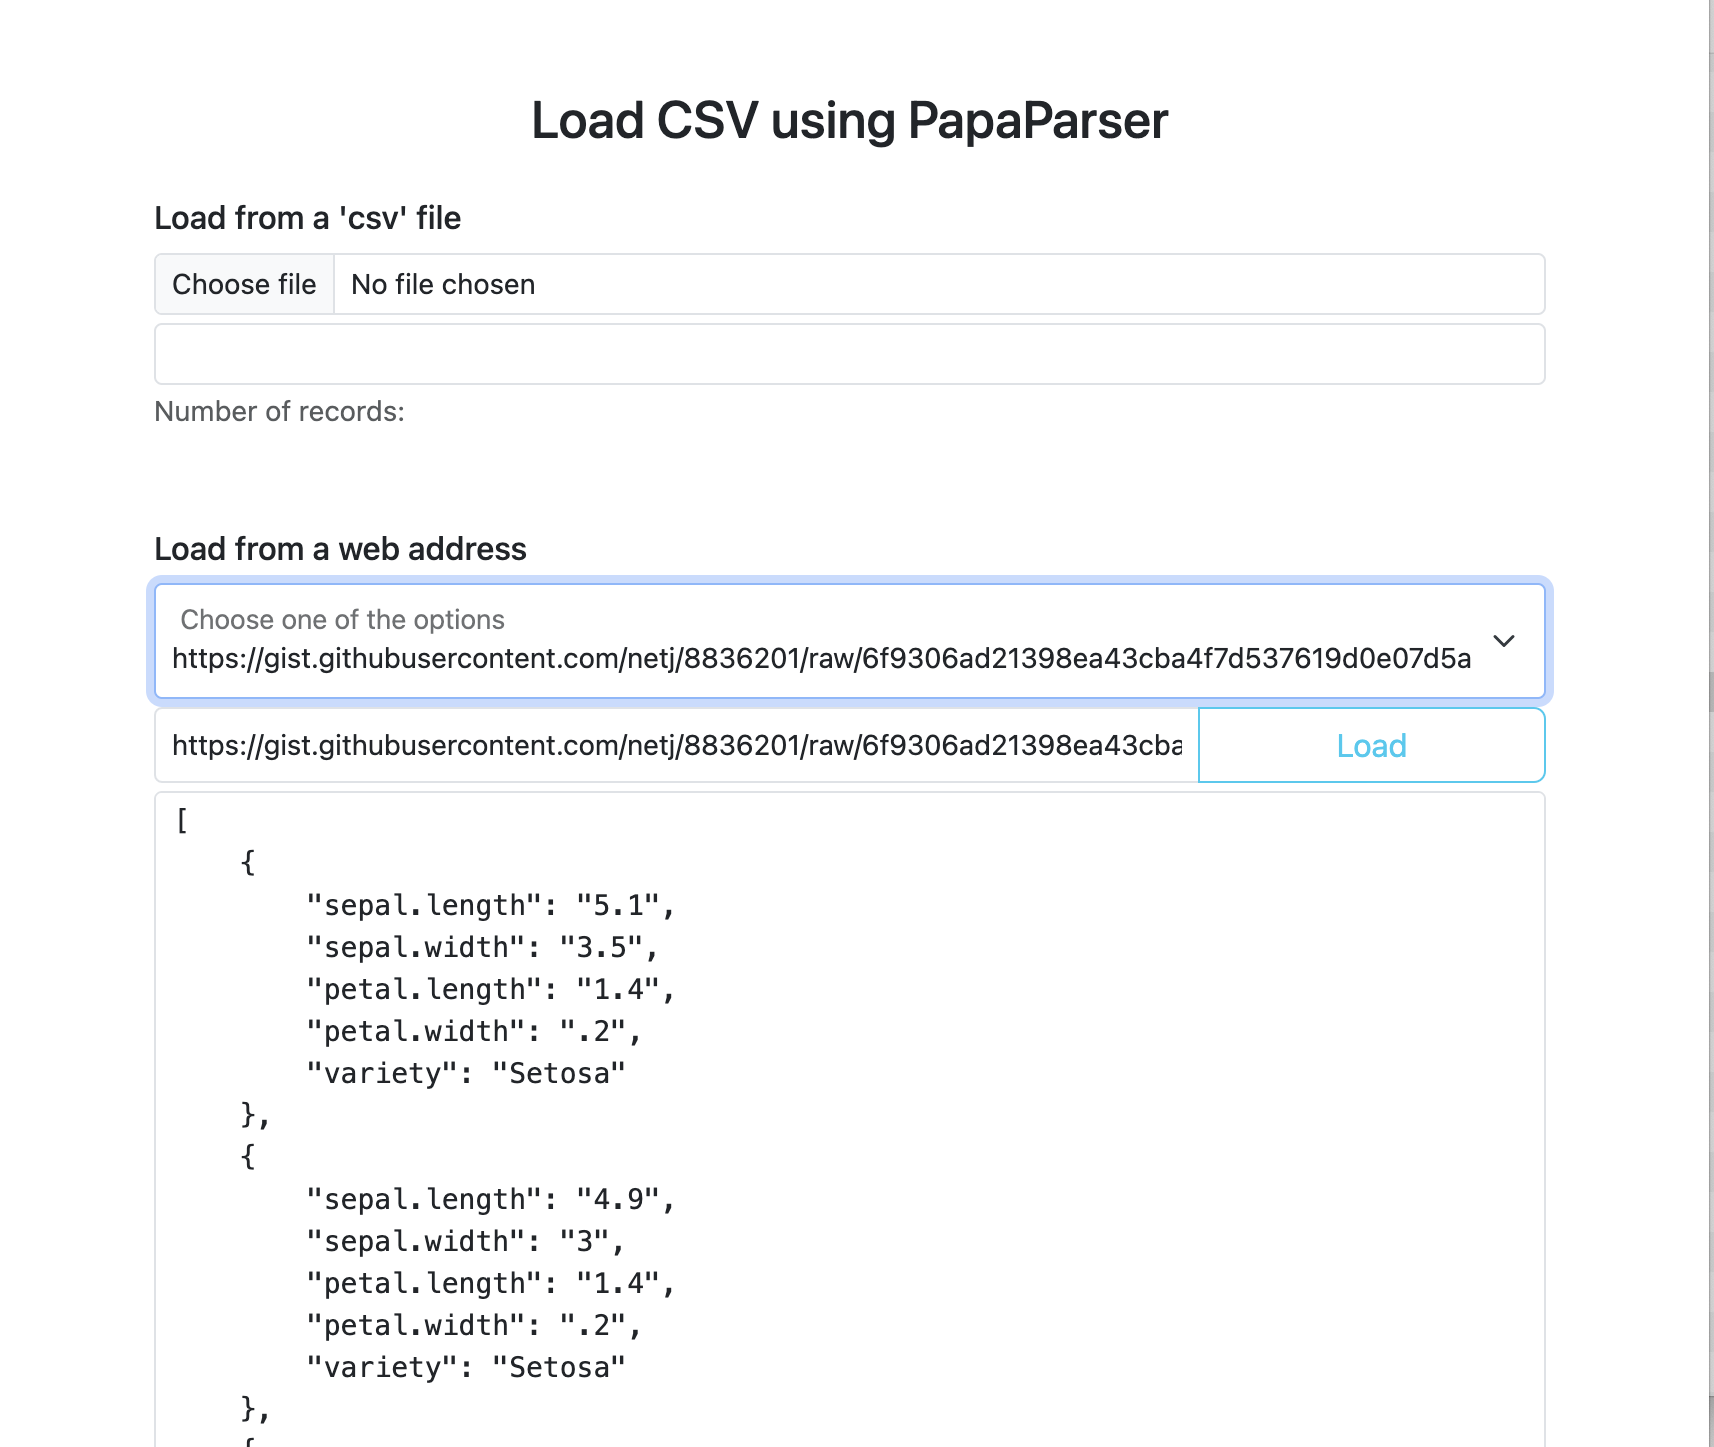 Load CSV using PapaParser
Load from a 'csv' file
Choose file No file chosen
Number of records:
Load from a web address
Choose one of the options
https://gist.githubusercontent.com/netj/8836201/raw/6f9306ad21398ea43cba4f7d537619d0e07d5a
https://gist.githubusercontent.com/netj/8836201/raw/6f9306ad21398ea43cba Load
[
    {
        "sepal.length": "5.1",
        "sepal.width": "3.5",
        "petal.length": "1.4",
        "petal.width": ".2",
        "variety": "Setosa"
    },
    {
        "sepal.length": "4.9",
        "sepal.width": "3",
        "petal.length": "1.4",
        "petal.width": ".2",
        "variety": "Setosa"
    },
    {